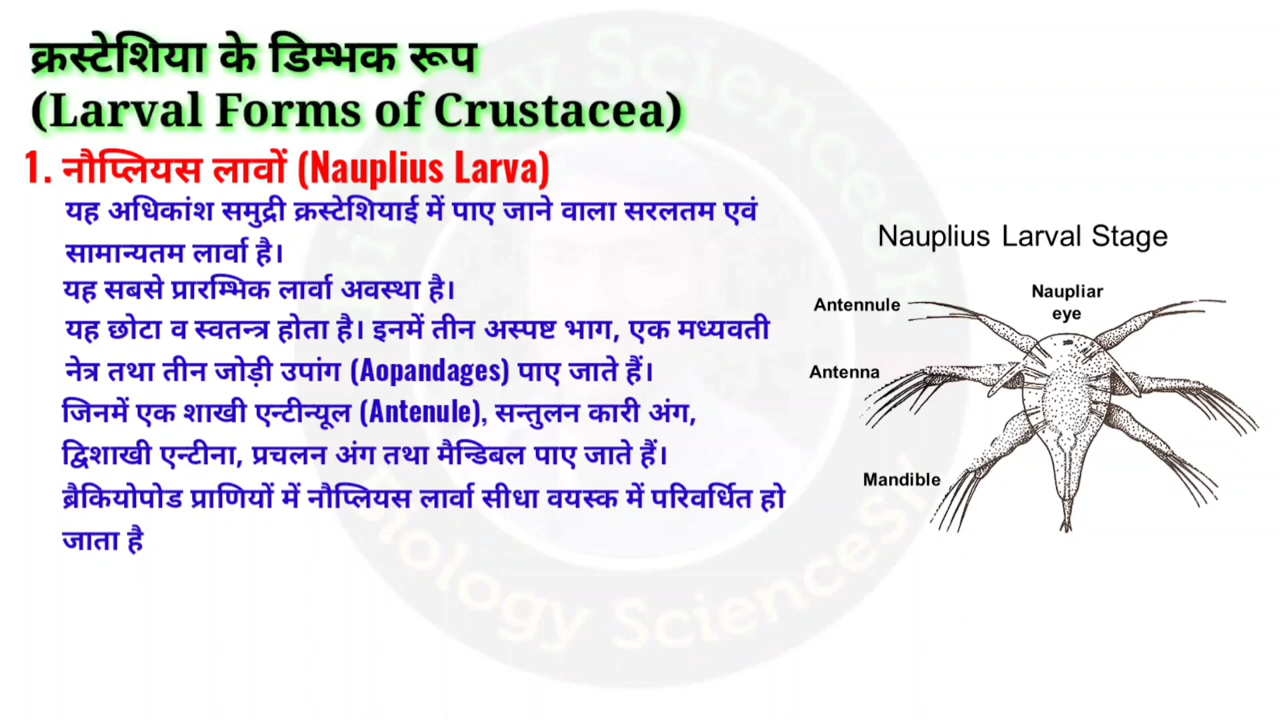 क्रस्टेशिया के डिम्भक रूप
(Larval Forms of Crustacea)
1. नौप्लियस लार्वो (Nauplius Larva)
यह अधिकांश समुद्री क्रस्टेशियाई में पाए जाने वाला सरलतम एवं
सामान्यतम लार्वा है।
यह सबसे प्रारम्भिक लार्वा अवस्था है।
यह छोटा व स्वतन्त्र होता है। इनमें तीन अस्पष्ट भाग, एक मध्यवती
नेत्र तथा तीन जोड़ी उपांग (Aopandages) पाए जाते हैं।
जिनमें एक शाखी एन्टीन्यूल (Antenule), सन्तुलन कारी अंग,
द्विशाखी एन्टीना, प्रचलन अंग तथा मैन्डिबल पाए जाते हैं।
ब्रैकियोपोड प्राणियों में नौप्लियस लार्वा सीधा वयस्क में परिवर्धित हो
जाता है
Nauplius Larval Stage
Naupliar
eye
Antennule
Antenna
Mandible